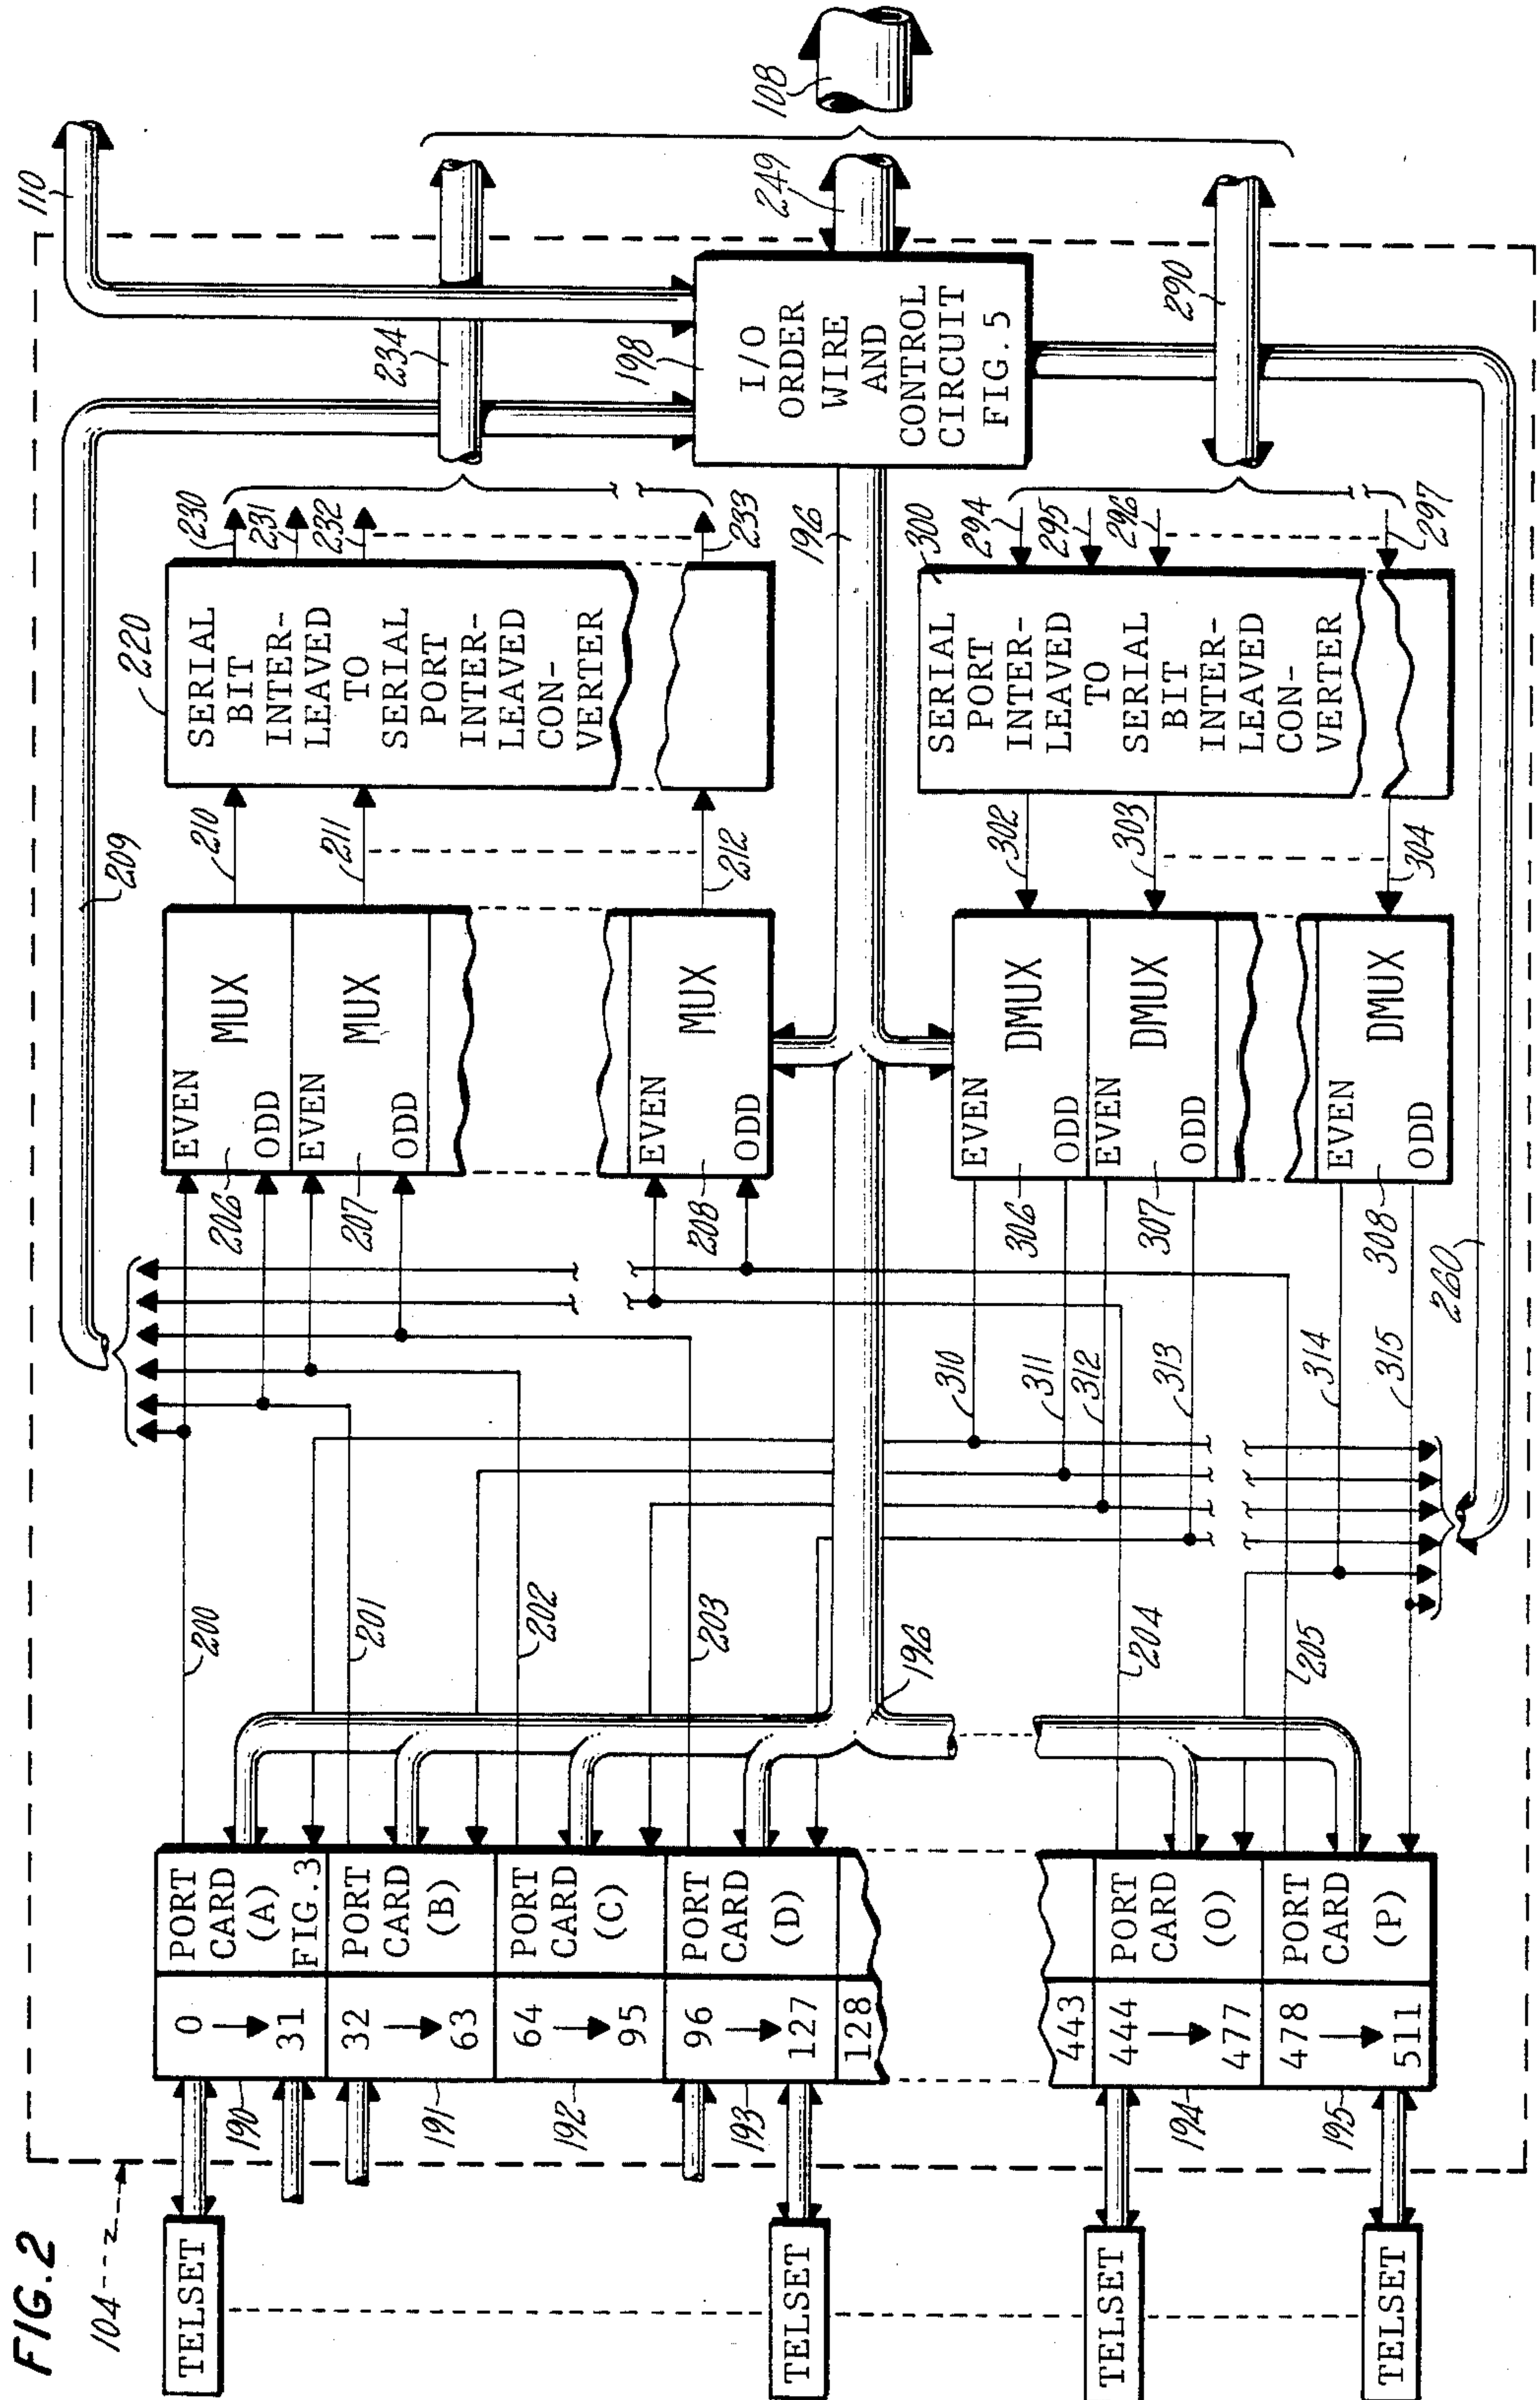 FIG.2
104
TELSET
TELSET
TELSET
TELSET
190
191
192
193
194
195
0
31
32
63
64
95
96
127
128
443
444
477
478
511
PORT
CARD
(A)
FIG.3
PORT
CARD
(B)
PORT
CARD
(C)
PORT
CARD
(D)
PORT
CARD
(O)
PORT
CARD
(P)
200
201
202
203
196
204
205
310
311
312
313
314
315
260
209
206
207
208
306
307
308
EVEN
MUX
ODD
EVEN
MUX
ODD
EVEN
MUX
ODD
EVEN
DMUX
ODD
EVEN
DMUX
ODD
EVEN
DMUX
ODD
210
211
212
302
303
304
220
SERIAL
BIT
INTER-
LEAVED
TO
SERIAL
PORT
INTER-
LEAVED
CON-
VERTER
300
SERIAL
PORT
INTER-
LEAVED
TO
SERIAL
BIT
INTER-
LEAVED
CON-
VERTER
230
231
232
233
196
294
295
296
297
234
198
I/O
ORDER
WIRE
AND
CONTROL
CIRCUIT
FIG.5
290
110
249
108